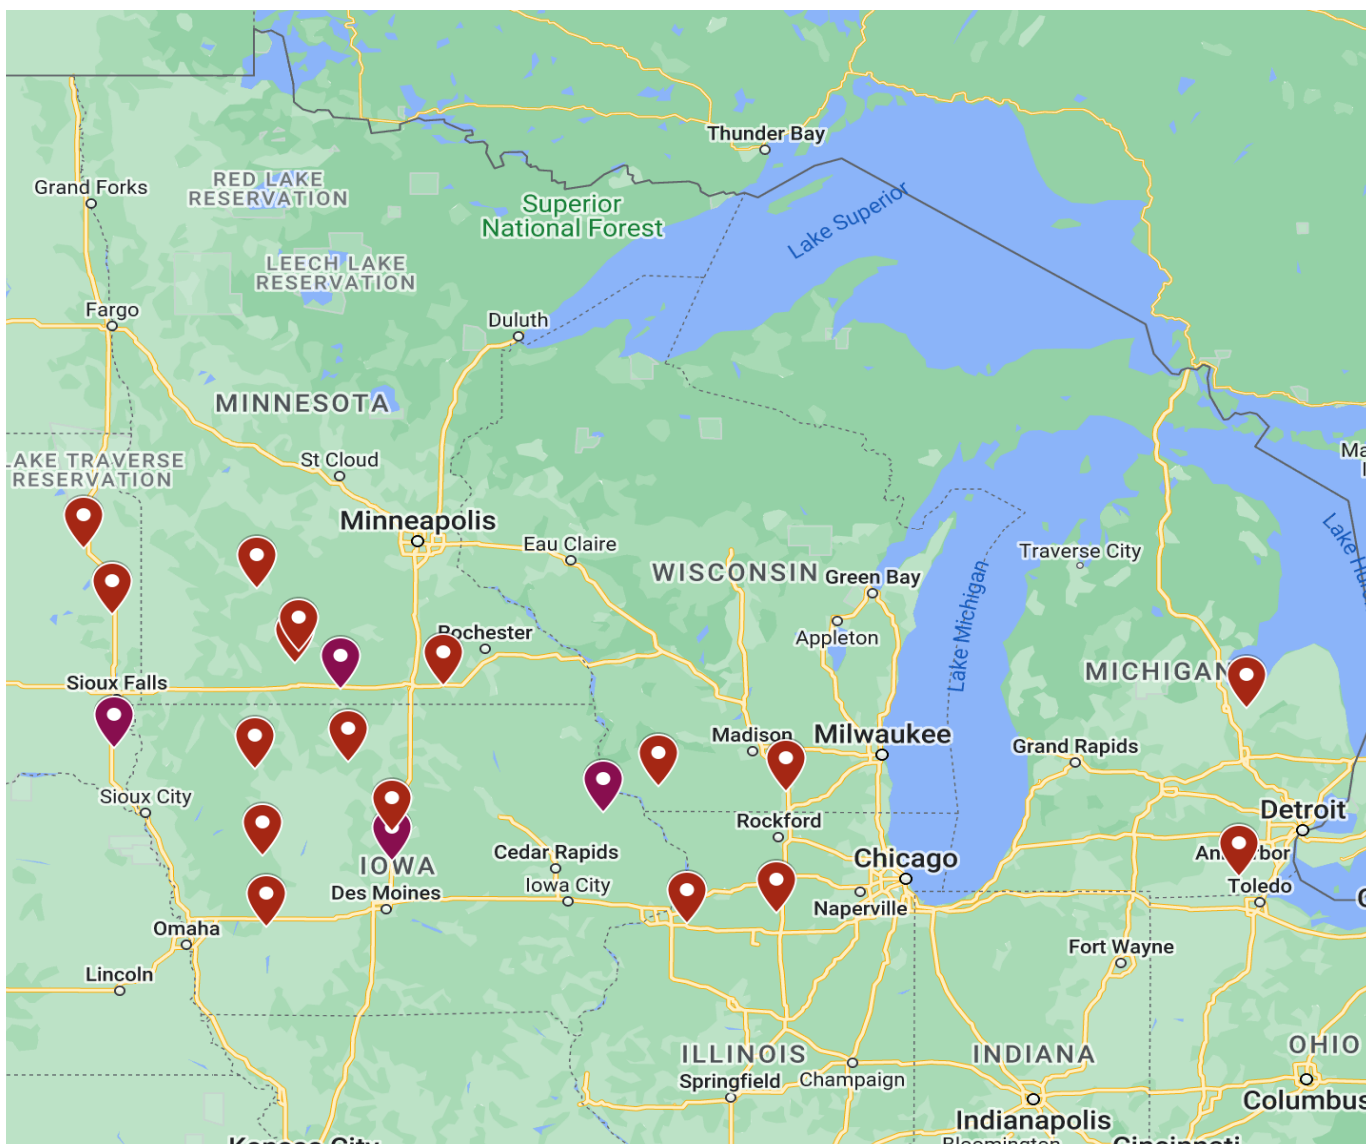 Thunder Bay
Grand Forks
RED LAKE
RESERVATION
Superior
National Forest
Lake Superior
LEECH LAKE
RESERVATION
Fargo
Duluth
MINNESOTA
St Cloud
LAKE TRAVERSE
RESERVATION
Minneapolis
Eau Claire
WISCONSIN
Green Bay
Traverse City
Lake Michigan
Appleton
Rochester
MICHIGAN
Sioux Falls
Madison
Milwaukee
Grand Rapids
Sioux City
Rockford
Detroit
IOWA
Cedar Rapids
Chicago
Des Moines
Iowa City
Naperville
Toledo
Omaha
Fort Wayne
Lincoln
ILLINOIS
INDIANA
OHIO
Springfield
Champaign
Columbus
Indianapolis